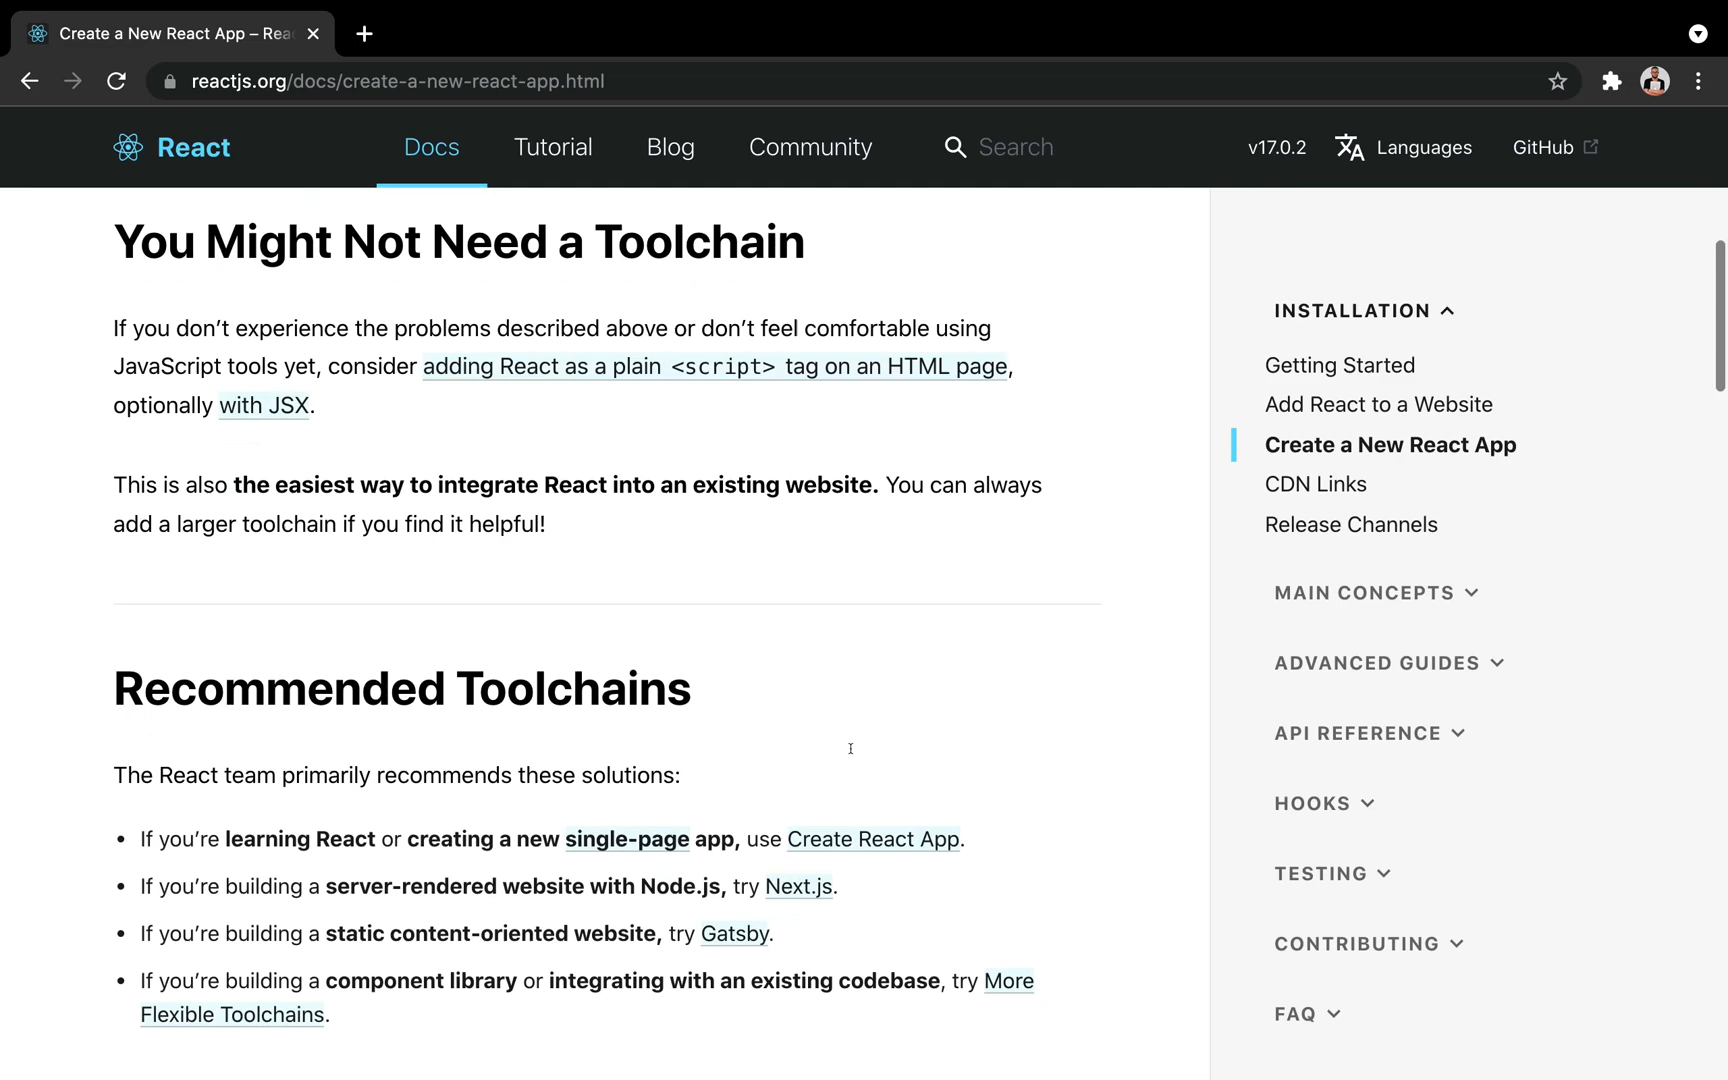 Create a New React App – Reac
reactjs.org/docs/create-a-new-react-app.html
React
Docs
Tutorial
Blog
Community
Search
v17.0.2
Languages
GitHub
You Might Not Need a Toolchain
If you don’t experience the problems described above or don’t feel comfortable using
JavaScript tools yet, consider adding React as a plain <script> tag on an HTML page,
optionally with JSX.
This is also the easiest way to integrate React into an existing website. You can always
add a larger toolchain if you find it helpful!
Recommended Toolchains
The React team primarily recommends these solutions:
• If you’re learning React or creating a new single-page app, use Create React App.
• If you’re building a server-rendered website with Node.js, try Next.js.
• If you’re building a static content-oriented website, try Gatsby.
• If you’re building a component library or integrating with an existing codebase, try More
Flexible Toolchains.
INSTALLATION
Getting Started
Add React to a Website
Create a New React App
CDN Links
Release Channels
MAIN CONCEPTS
ADVANCED GUIDES
API REFERENCE
HOOKS
TESTING
CONTRIBUTING
FAQ